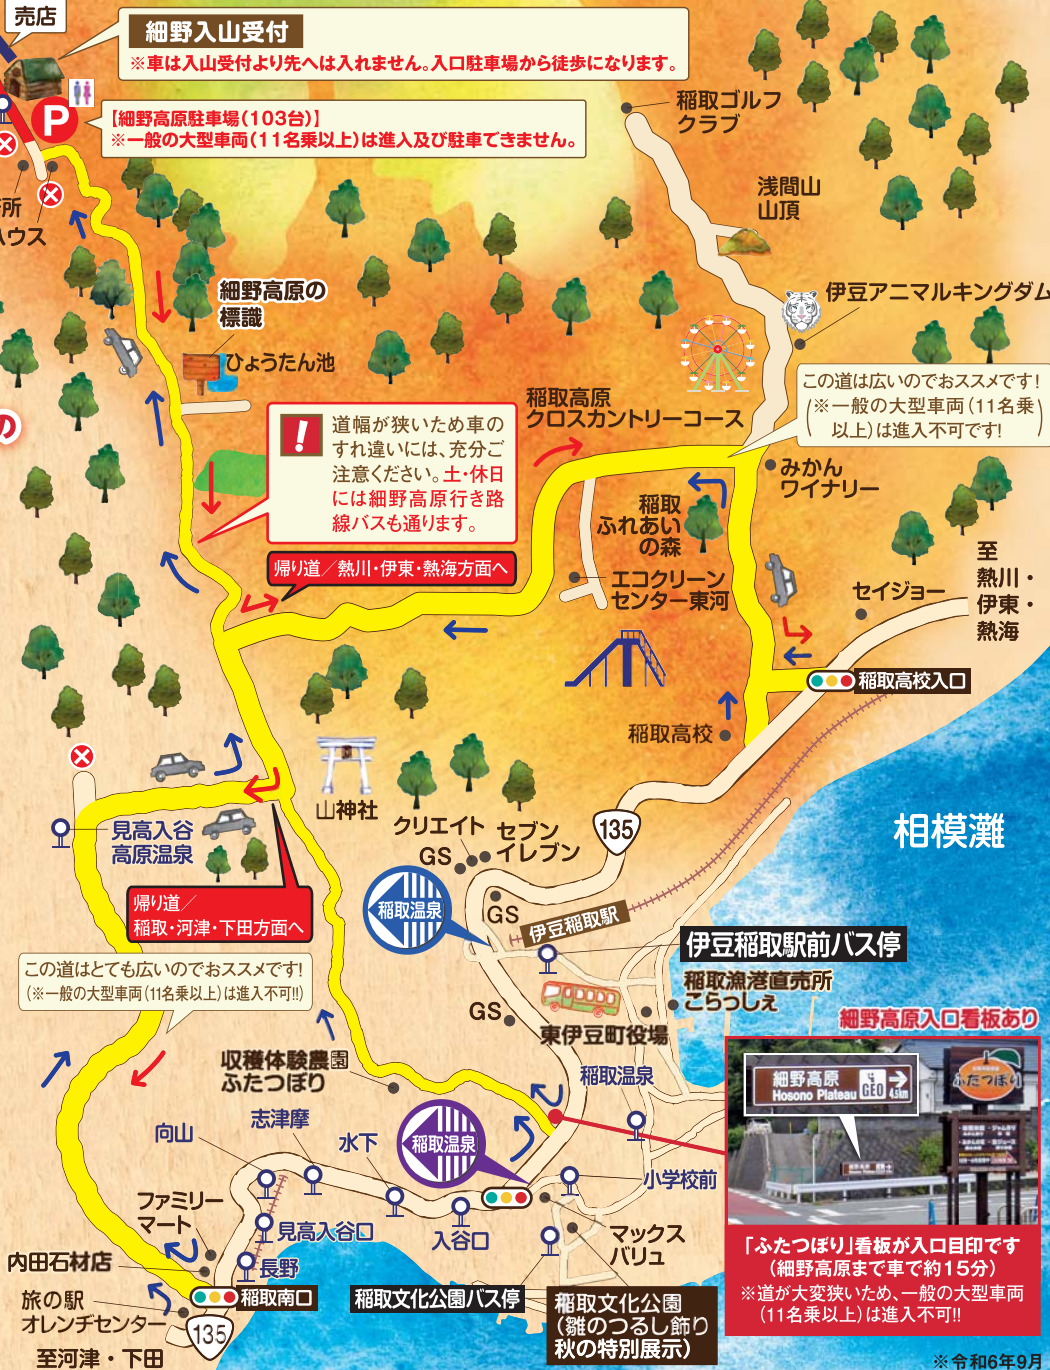 売店
細野入山受付
※車は入山受付より先へは入れません。入口駐車場から徒歩になります。
P
【細野高原駐車場(103台)】
※一般の大型車両(11名乗以上)は進入及び駐車できません。
所
ハウス
稲取ゴルフ
クラブ
浅間山
山頂
伊豆アニマルキングダム
細野高原の
標識
ひょうたん池
この道は広いのでおススメです!
(※一般の大型車両(11名乗
以上)は進入不可です!)
稲取高原
クロスカントリーコース
の
!
道幅が狭いため車の
すれ違いには、充分ご
注意ください。土・休日
には細野高原行き路
線バスも通ります。
みかん
ワイナリー
稲取
ふれあい
の森
帰り道/熱川・伊東・熱海方面へ
エコクリーン
センター東河
セイジョー
至
熱川・
伊東・
熱海
稲取高校入口
稲取高校
山神社
クリエイト
セブン
イレブン
GS
135
相模灘
見高入谷
高原温泉
稲取温泉
GS
伊豆稲取駅
帰り道/
稲取・河津・下田方面へ
伊豆稲取駅前バス停
この道はとても広いのでおススメです!
(※一般の大型車両(11名乗以上)は進入不可!!)
稲取漁港直売所
こらっしぇ
GS
東伊豆町役場
細野高原入口看板あり
収穫体験農園
ふたつぼり
稲取温泉
細野高原
Hosono Plateau
GEO
4.5km
ふたつぼり
志津摩
向山
水下
稲取温泉
小学校前
ファミリー
マート
見高入谷口
入谷口
マックス
バリュ
内田石材店
長野
「ふたつぼり」看板が入口目印です
(細野高原まで車で約15分)
※道が大変狭いため、一般の大型車両
(11名乗以上)は進入不可!!
旅の駅
オレンヂセンター
稲取南口
稲取文化公園バス停
稲取文化公園
(雛のつるし飾り
秋の特別展示)
135
至河津・下田
※令和6年9月